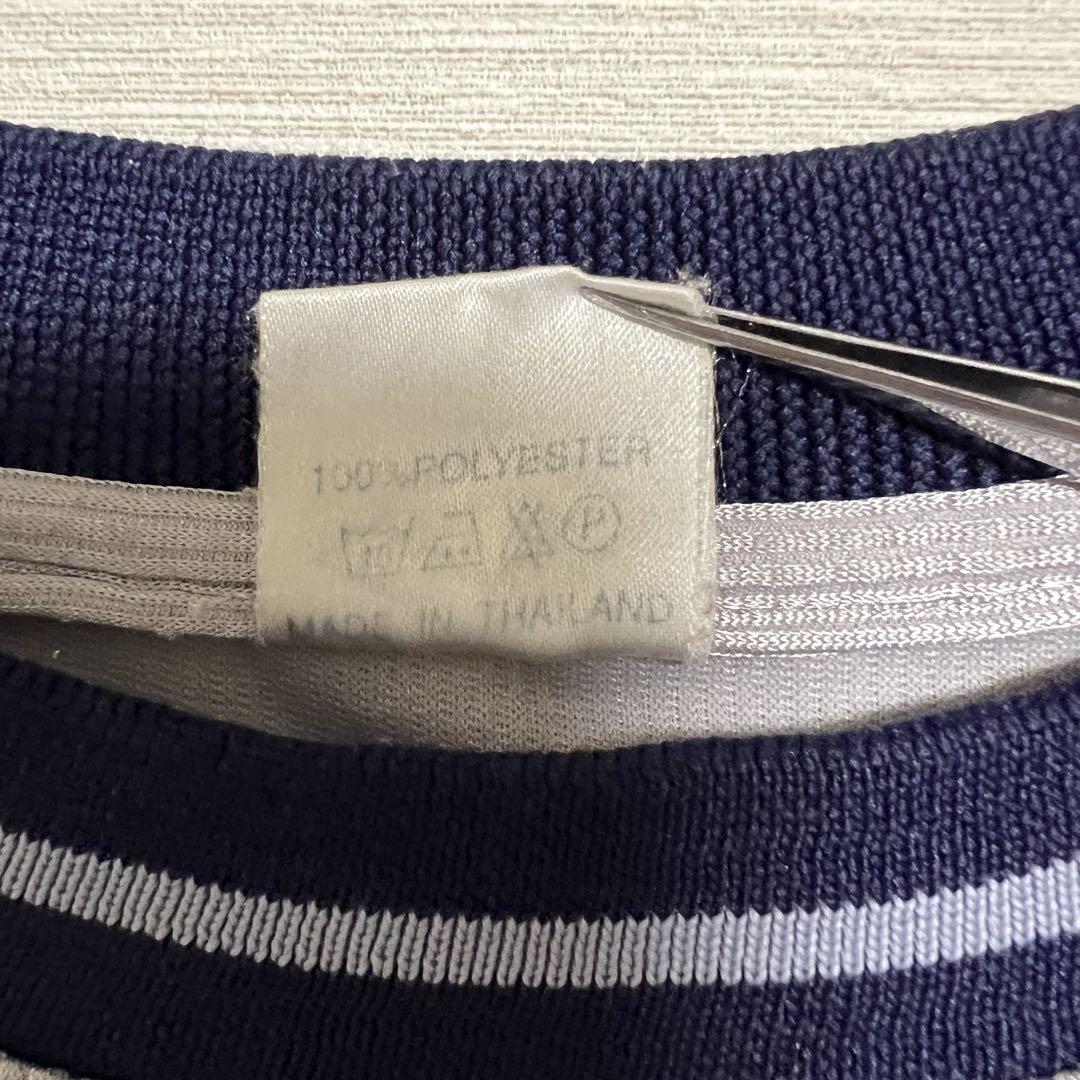 100% POLYESTER
P
MADE IN THAILAND